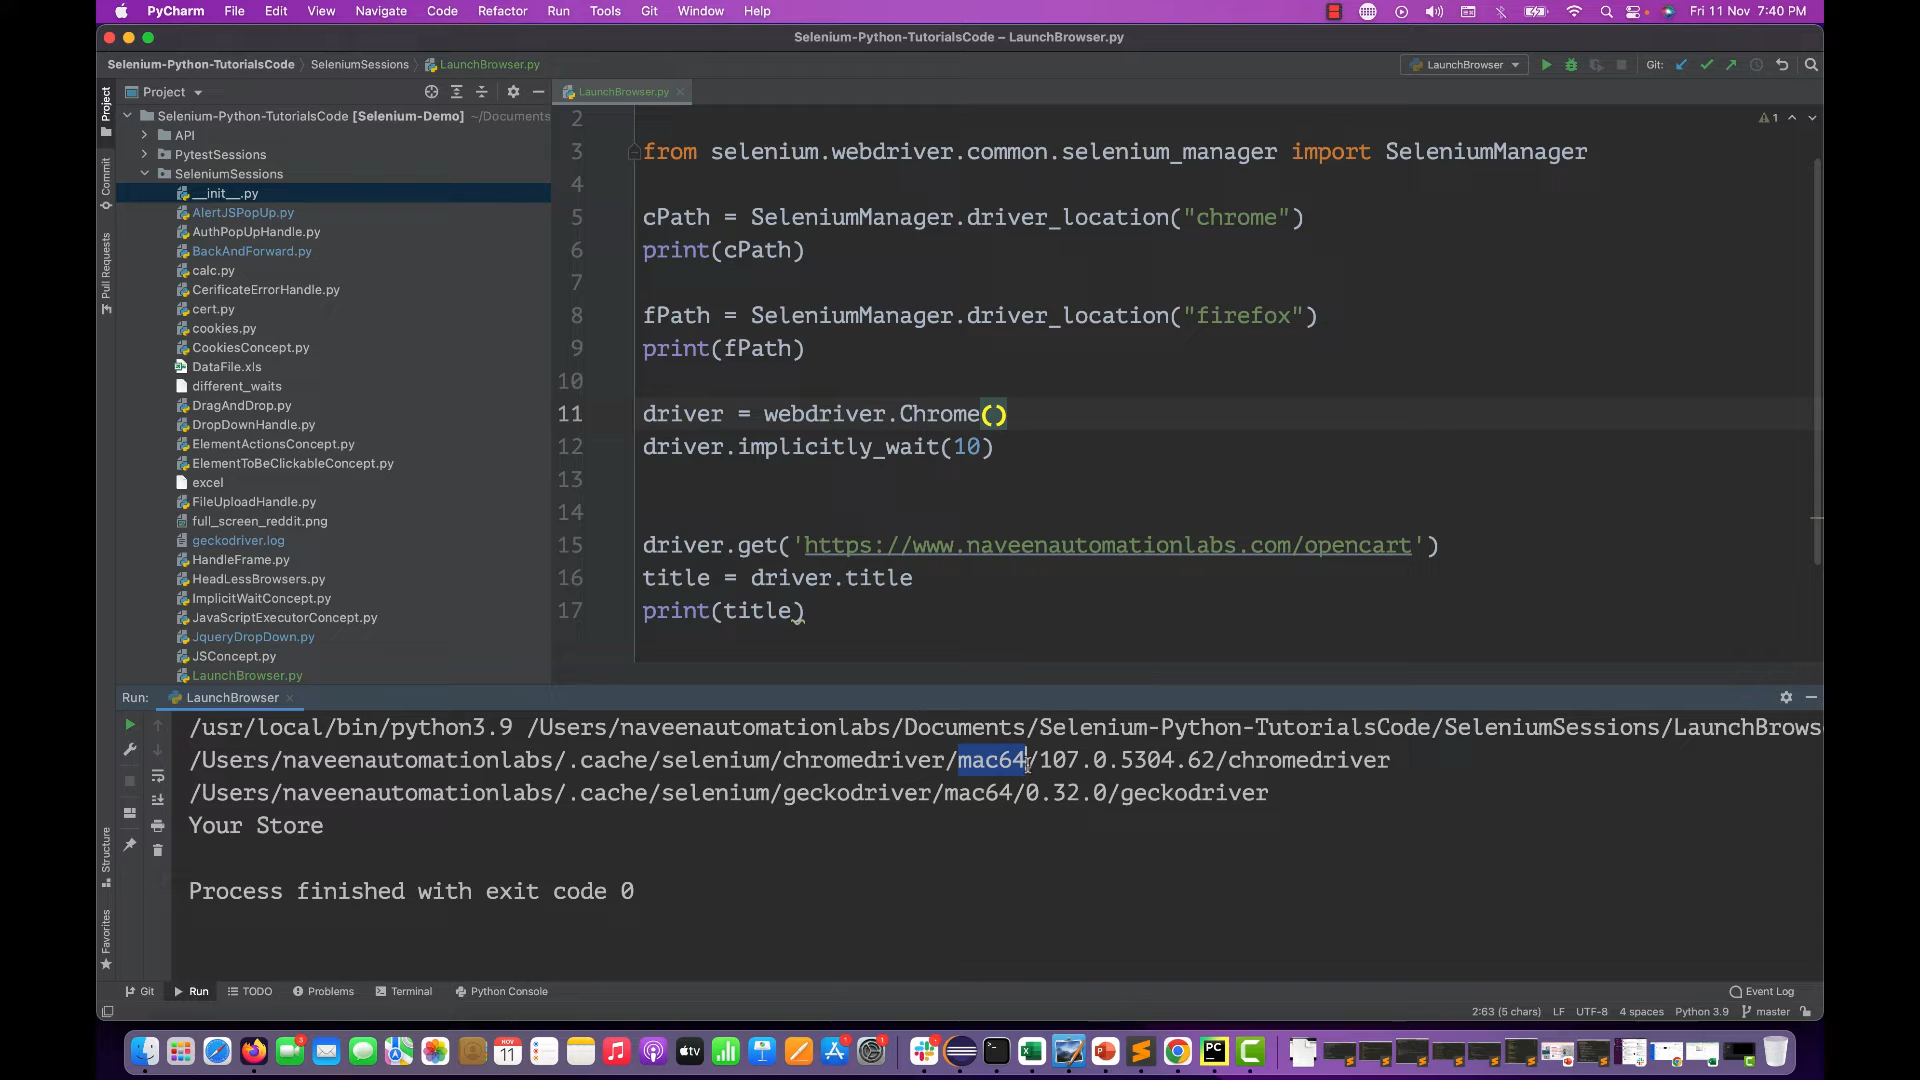 PyCharm File Edit View Navigate Code Refactor Run Tools Git Window Help Fri 11 Nov 7:40 PM
Selenium-Python-TutorialsCode – LaunchBrowser.py
Selenium-Python-TutorialsCode SeleniumSessions LaunchBrowser.py LaunchBrowser Git:
Project LaunchBrowser.py
Selenium-Python-TutorialsCode [Selenium-Demo] ~/Documents
API
PytestSessions
SeleniumSessions
__init__.py
AlertJSPopUp.py
AuthPopUpHandle.py
BackAndForward.py
calc.py
CerificateErrorHandle.py
cert.py
cookies.py
CookiesConcept.py
DataFile.xls
different_waits
DragAndDrop.py
DropDownHandle.py
ElementActionsConcept.py
ElementToBeClickableConcept.py
excel
FileUploadHandle.py
full_screen_reddit.png
geckodriver.log
HandleFrame.py
HeadLessBrowsers.py
ImplicitWaitConcept.py
JavaScriptExecutorConcept.py
JqueryDropDown.py
JSConcept.py
LaunchBrowser.py
Project
Commit
Pull Requests
Structure
Favorites
1
2
3 from selenium.webdriver.common.selenium_manager import SeleniumManager
4
5 cPath = SeleniumManager.driver_location("chrome")
6 print(cPath)
7
8 fPath = SeleniumManager.driver_location("firefox")
9 print(fPath)
10
11 driver = webdriver.Chrome()
12 driver.implicitly_wait(10)
13
14
15 driver.get('https://www.naveenautomationlabs.com/opencart')
16 title = driver.title
17 print(title)
Run: LaunchBrowser
/usr/local/bin/python3.9 /Users/naveenautomationlabs/Documents/Selenium-Python-TutorialsCode/SeleniumSessions/LaunchBrows
/Users/naveenautomationlabs/.cache/selenium/chromedriver/mac64/107.0.5304.62/chromedriver
/Users/naveenautomationlabs/.cache/selenium/geckodriver/mac64/0.32.0/geckodriver
Your Store
Process finished with exit code 0
Git Run TODO Problems Terminal Python Console Event Log
2:63 (5 chars) LF UTF-8 4 spaces Python 3.9 master